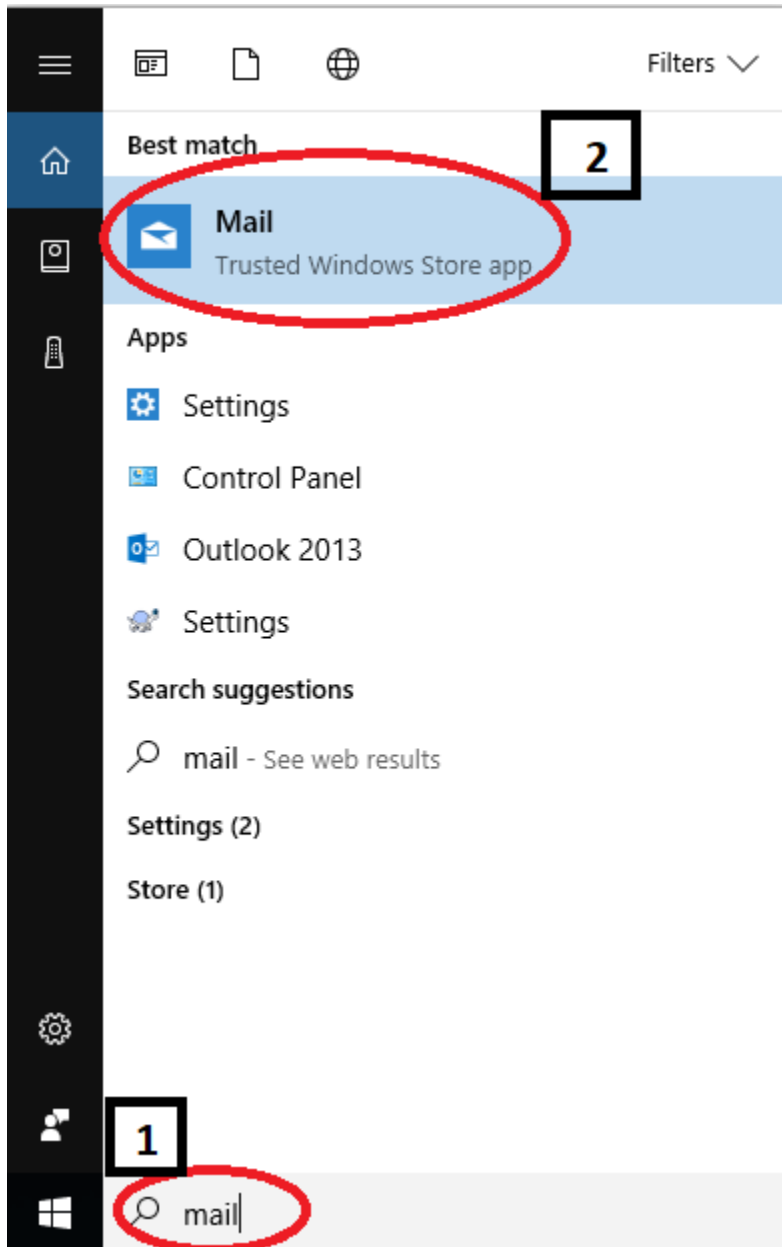 Filters
Best match
2
Mail
Trusted Windows Store app
Apps
Settings
Control Panel
Outlook 2013
Settings
Search suggestions
mail - See web results
Settings (2)
Store (1)
1
mail